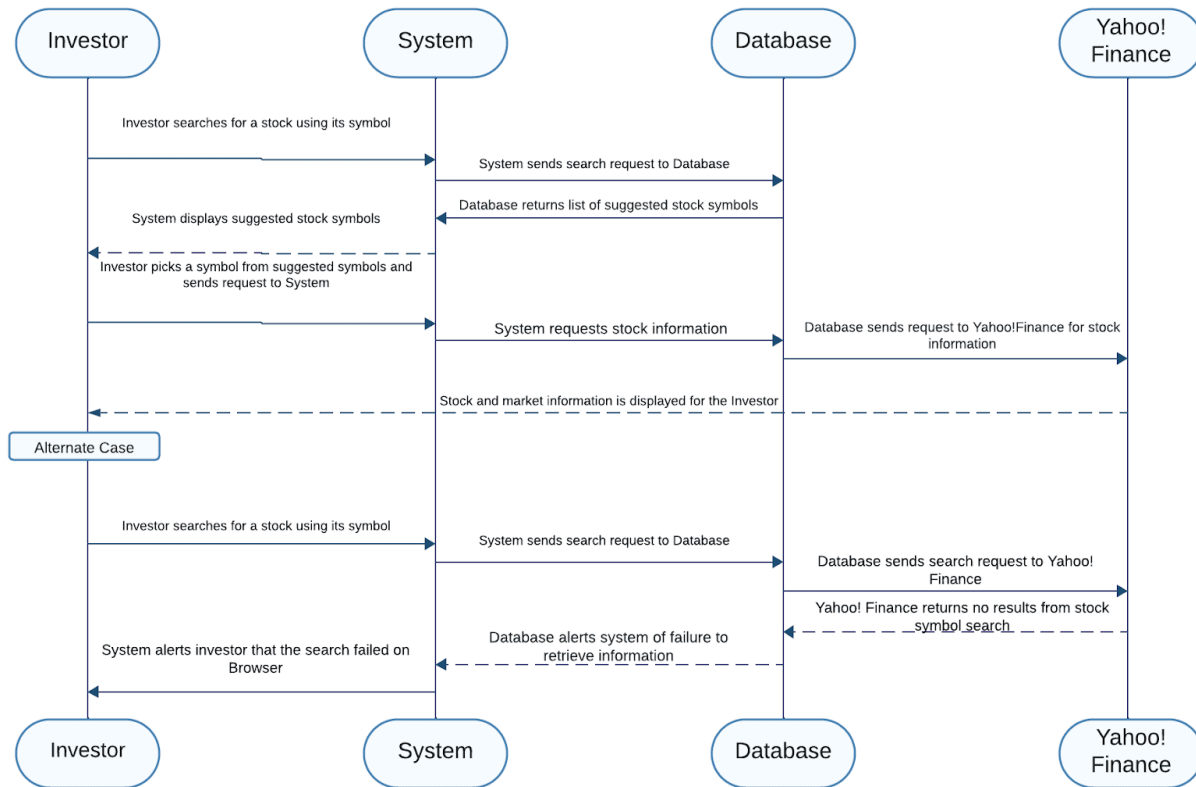 Investor
System
Database
Yahoo!
Finance
Investor searches for a stock using its symbol
System sends search request to Database
Database returns list of suggested stock symbols
System displays suggested stock symbols
Investor picks a symbol from suggested symbols and
sends request to System
System requests stock information
Database sends request to Yahoo!Finance for stock
information
Stock and market information is displayed for the Investor
Alternate Case
Investor searches for a stock using its symbol
System sends search request to Database
Database sends search request to Yahoo!
Finance
Yahoo! Finance returns no results from stock
symbol search
Database alerts system of failure to
retrieve information
System alerts investor that the search failed on
Browser
Investor
System
Database
Yahoo!
Finance